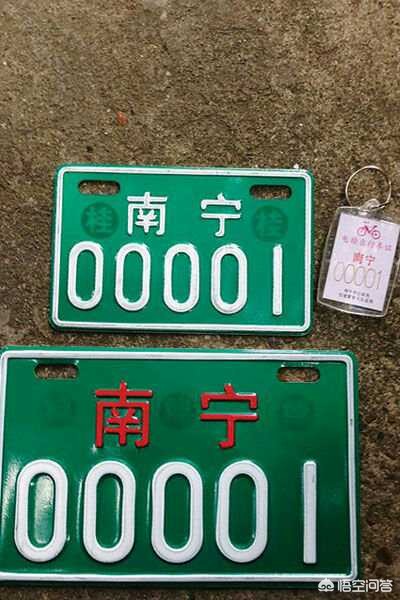 桂 南宁 桂
00001
电动自行车证
南宁
00001
南宁
00001
悟空问答